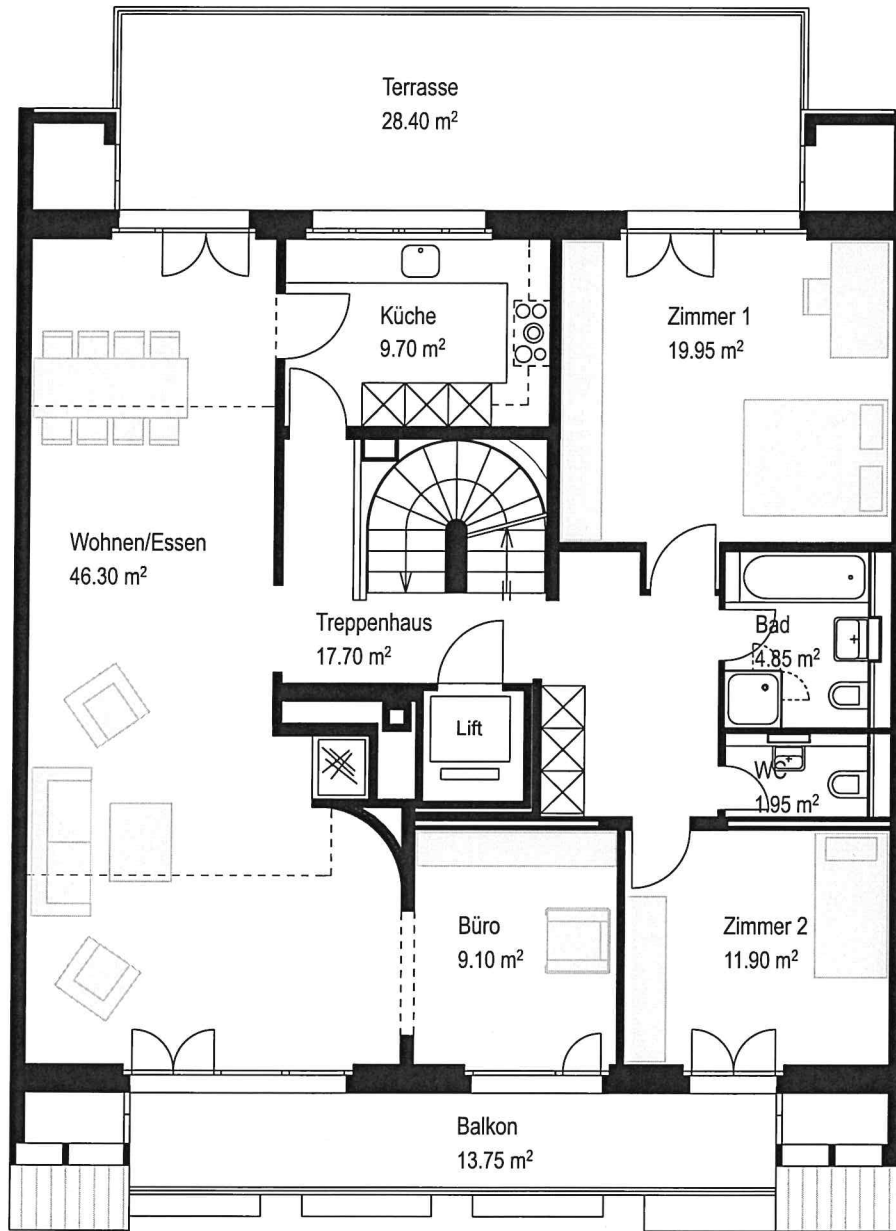 Terrasse
28.40 m²
Küche
9.70 m²
Zimmer 1
19.95 m²
Wohnen/Essen
46.30 m²
Treppenhaus
17.70 m²
Bad
4.85 m²
Lift
WC
1.95 m²
Büro
9.10 m²
Zimmer 2
11.90 m²
Balkon
13.75 m²